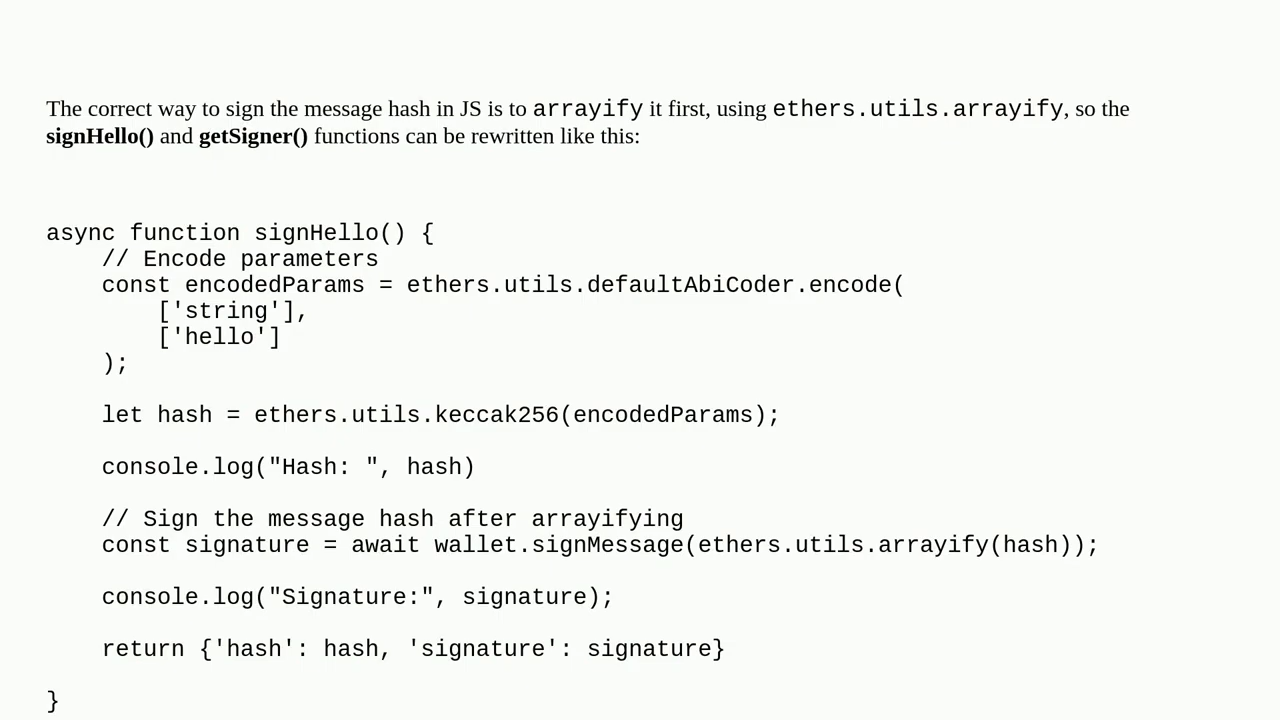 The correct way to sign the message hash in JS is to arrayify it first, using ethers.utils.arrayify, so the
signHello() and getSigner() functions can be rewritten like this:
async function signHello() {
    // Encode parameters
    const encodedParams = ethers.utils.defaultAbiCoder.encode(
        ['string'],
        ['hello']
    );
    let hash = ethers.utils.keccak256(encodedParams);
    console.log("Hash: ", hash)
    // Sign the message hash after arrayifying
    const signature = await wallet.signMessage(ethers.utils.arrayify(hash));
    console.log("Signature:", signature);
    return {'hash': hash, 'signature': signature}
}